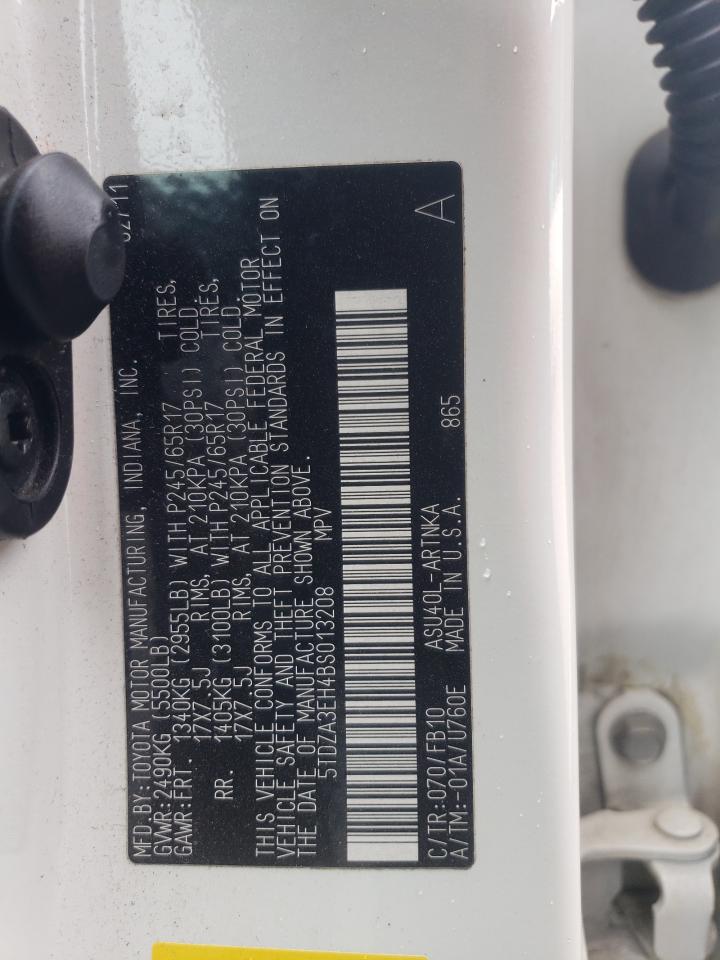 MFD.BY:TOYOTA MOTOR MANUFACTURING, INDIANA, INC.
GVWR:2490KG (5500LB)
GAWR:FRT. 1340KG (2955LB) WITH P245/65R17 TIRES,
17X7.5J RIMS, AT 210KPA (30PSI) COLD.
RR. 1405KG (3100LB) WITH P245/65R17 TIRES,
17X7.5J RIMS, AT 210KPA (30PSI) COLD.
THIS VEHICLE CONFORMS TO ALL APPLICABLE FEDERAL MOTOR
VEHICLE SAFETY AND THEFT PREVENTION STANDARDS IN EFFECT ON
THE DATE OF MANUFACTURE SHOWN ABOVE.
5TDZA3EH4BS013208 MPV
C/TR:070/FB10 ASU40L-ARTNKA 865 A
A/TM:-01A/U760E MADE IN U.S.A.